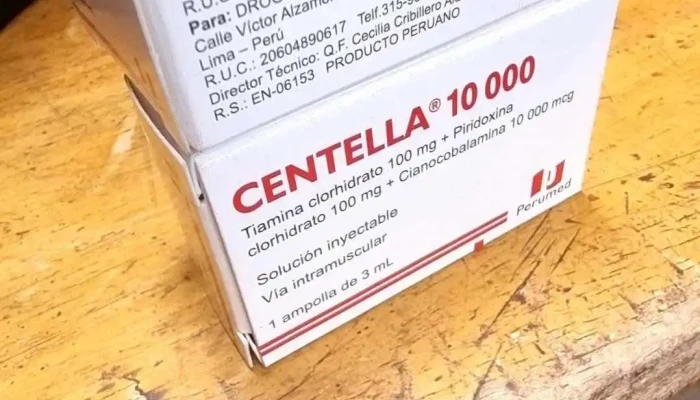 R.U.C.
Para: DROG
Calle Víctor Alzamo
Lima – Perú
R.U.C.: 20604890617 Telf.315-9
Director Técnico: Q.F. Cecilia Cribillero
R.S.: EN-06153 PRODUCTO PERUANO
CENTELLA® 10 000
Tiamina clorhidrato 100 mg + Piridoxina
clorhidrato 100 mg + Cianocobalamina 10 000 mcg
Solución inyectable
Vía intramuscular
1 ampolla de 3 mL
Perumed